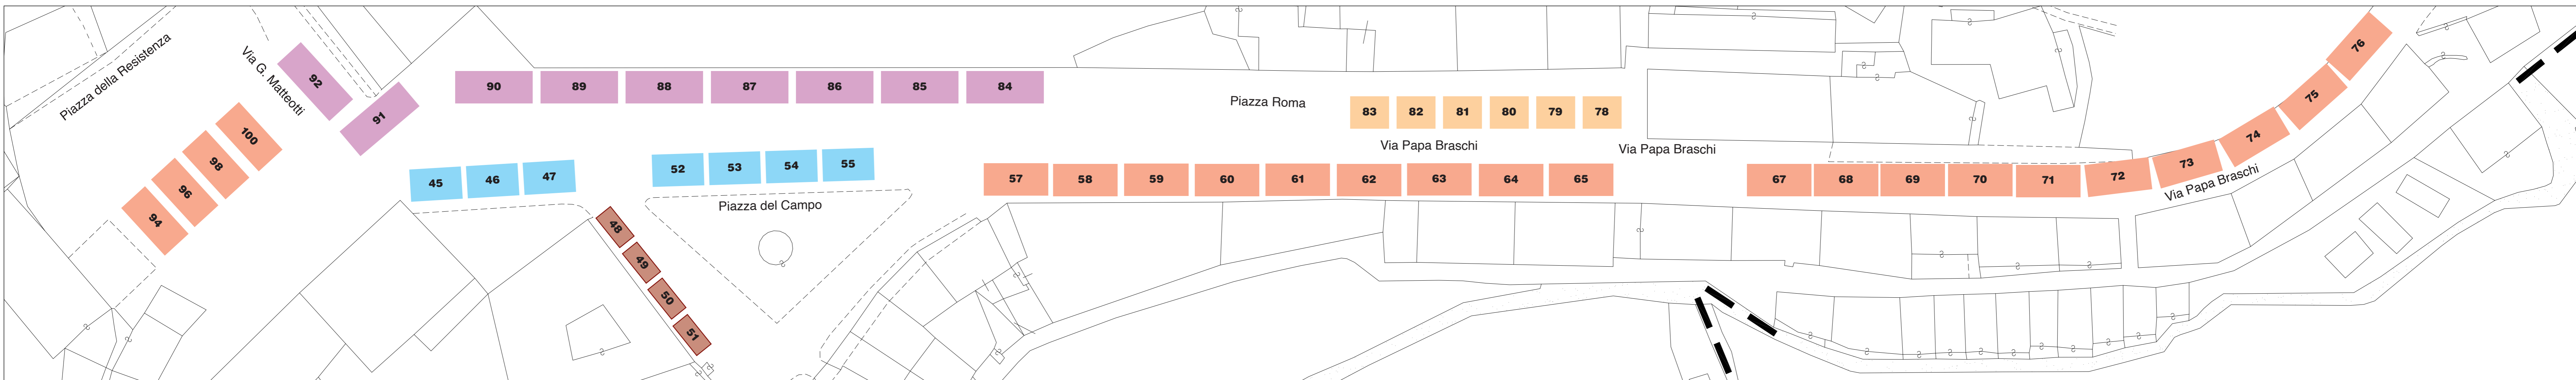 Piazza della Resistenza
Via G. Matteotti
92
91
90 89 88 87 86 85 84
Piazza Roma
83 82 81 80 79 78
Via Papa Braschi
Via Papa Braschi
100
98
96
94
45 46 47
52 53 54 55
Piazza del Campo
48
49
50
51
57 58 59 60 61 62 63 64 65
67 68 69 70 71 72 73 74 75 76
Via Papa Braschi